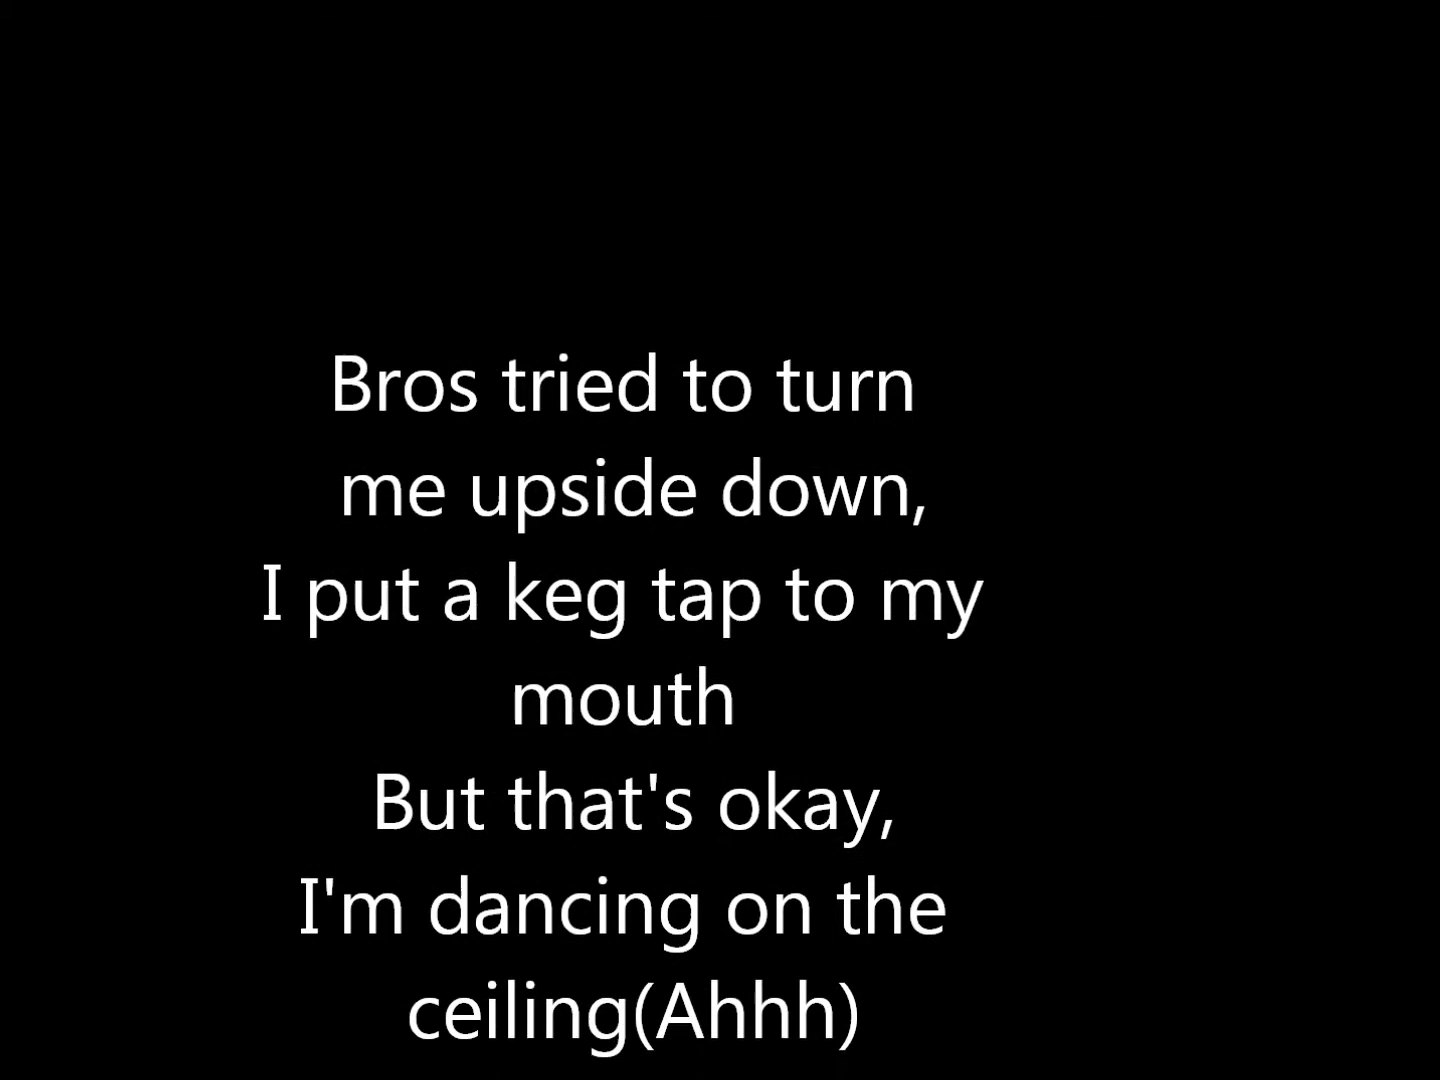 Bros tried to turn
me upside down,
I put a keg tap to my
mouth
But that's okay,
I'm dancing on the
ceiling(Ahhh)